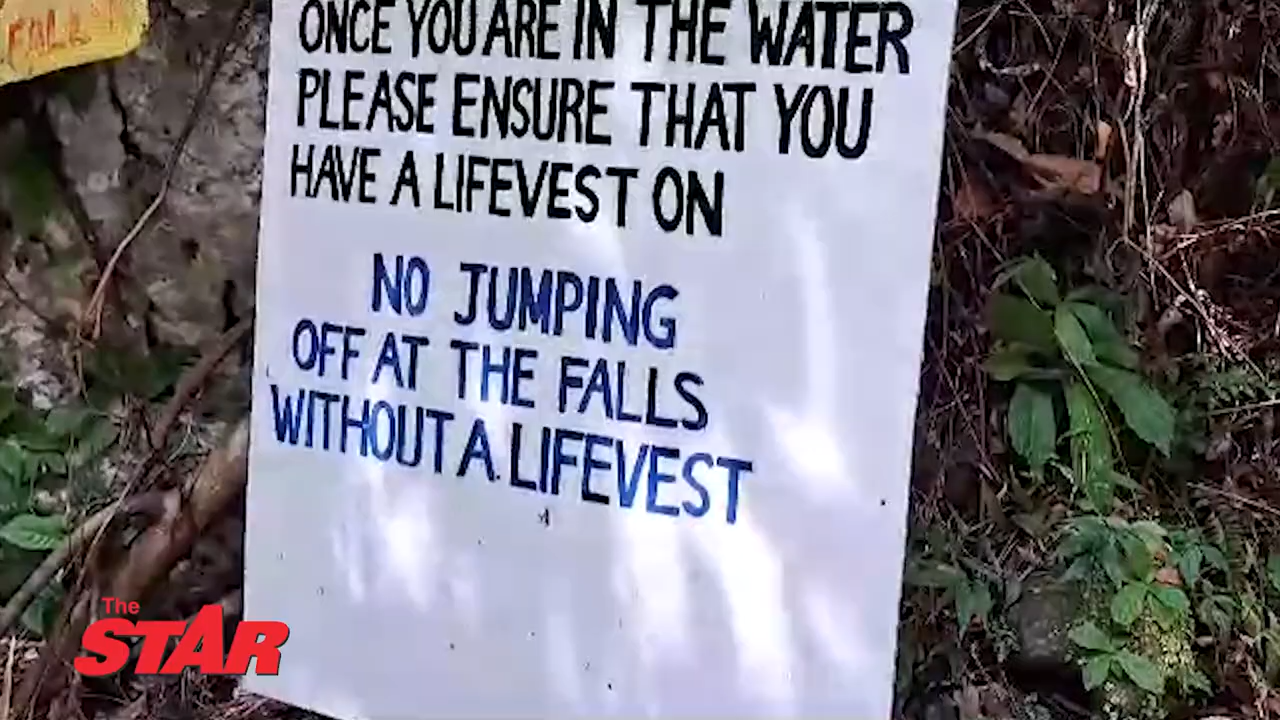 FALL
ONCE YOU ARE IN THE WATER
PLEASE ENSURE THAT YOU
HAVE A LIFEVEST ON
NO JUMPING
OFF AT THE FALLS
WITHOUT A LIFEVEST
The
STAR